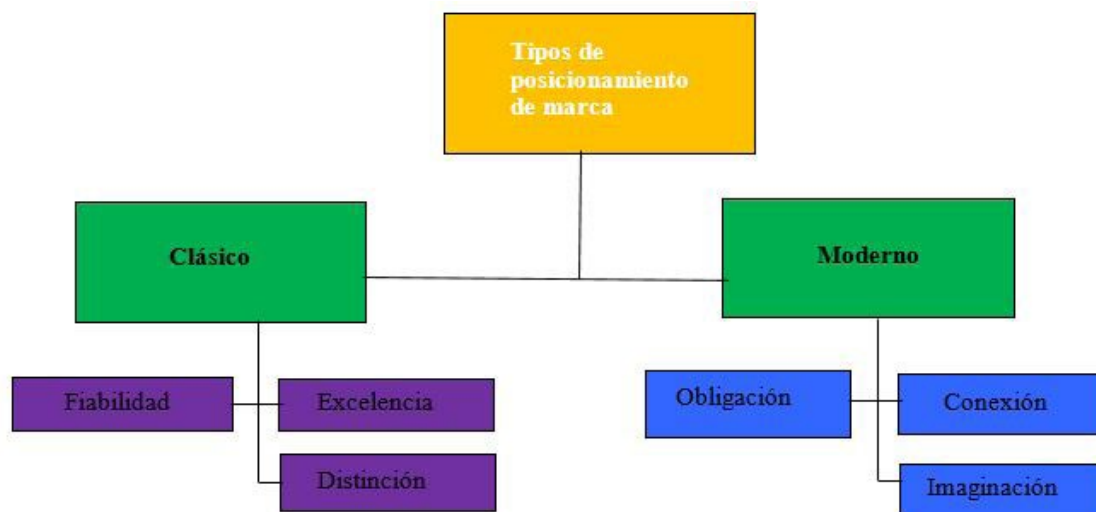 Tipos de
posicionamiento
de marca
Clásico
Moderno
Fiabilidad
Excelencia
Distinción
Obligación
Conexión
Imaginación